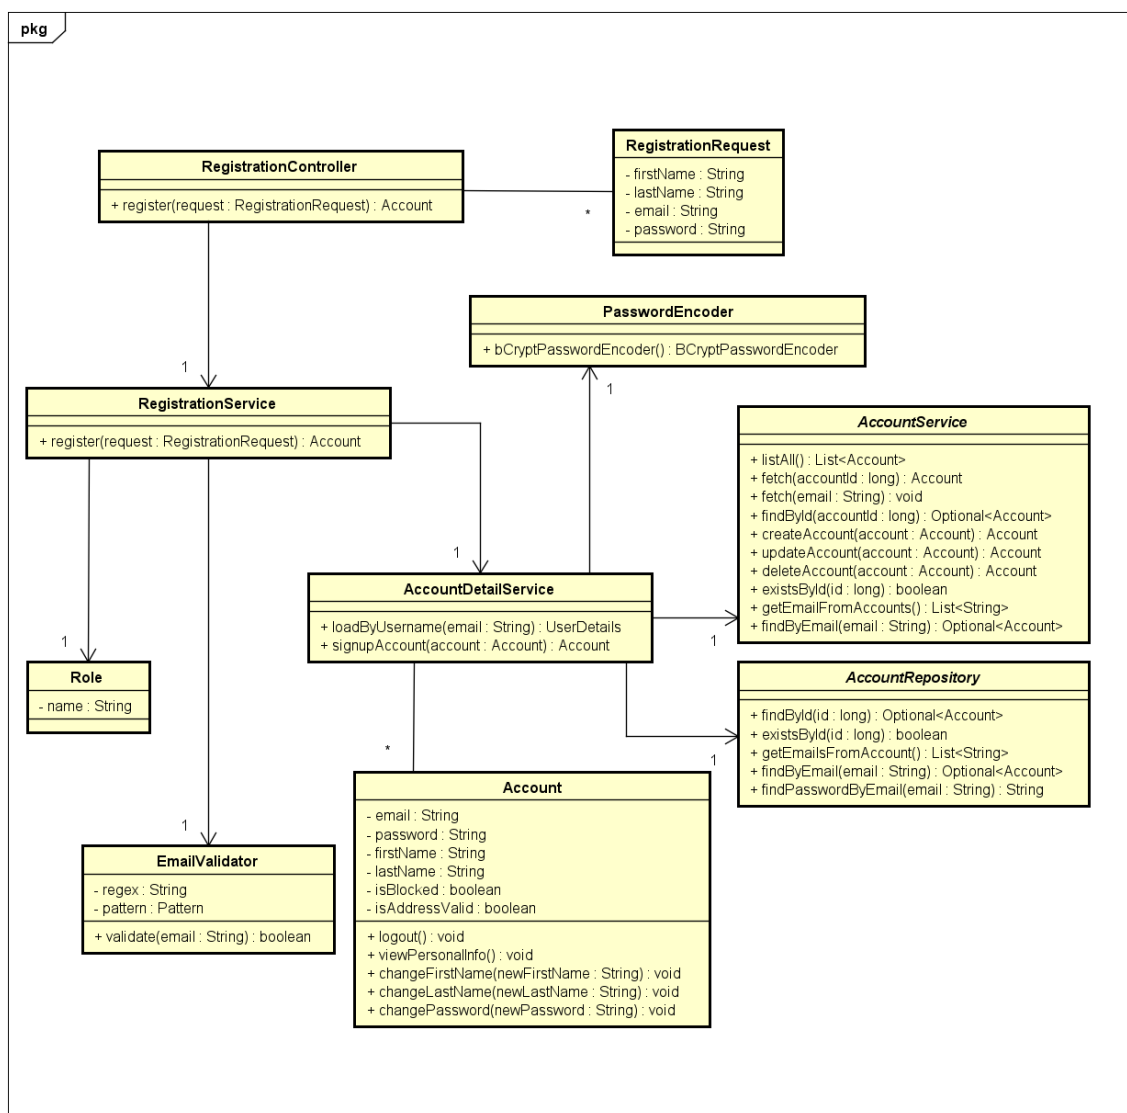 pkg
RegistrationController
+ register(request : RegistrationRequest) : Account
RegistrationRequest
- firstName : String
- lastName : String
- email : String
- password : String
*
PasswordEncoder
+ bCryptPasswordEncoder() : BCryptPasswordEncoder
1
1
RegistrationService
+ register(request : RegistrationRequest) : Account
AccountService
+ listAll() : List<Account>
+ fetch(accountId : long) : Account
+ fetch(email : String) : void
+ findById(accountId : long) : Optional<Account>
+ createAccount(account : Account) : Account
+ updateAccount(account : Account) : Account
+ deleteAccount(account : Account) : Account
+ existsById(id : long) : boolean
+ getEmailFromAccounts() : List<String>
+ findByEmail(email : String) : Optional<Account>
1
AccountDetailService
+ loadByUsername(email : String) : UserDetails
+ signupAccount(account : Account) : Account
1
1
Role
- name : String
AccountRepository
+ findById(id : long) : Optional<Account>
+ existsById(id : long) : boolean
+ getEmailsFromAccount() : List<String>
+ findByEmail(email : String) : Optional<Account>
+ findPasswordByEmail(email : String) : String
1
*
Account
- email : String
- password : String
- firstName : String
- lastName : String
- isBlocked : boolean
- isAddressValid : boolean
+ logout() : void
+ viewPersonalInfo() : void
+ changeFirstName(newFirstName : String) : void
+ changeLastName(newLastName : String) : void
+ changePassword(newPassword : String) : void
1
EmailValidator
- regex : String
- pattern : Pattern
+ validate(email : String) : boolean